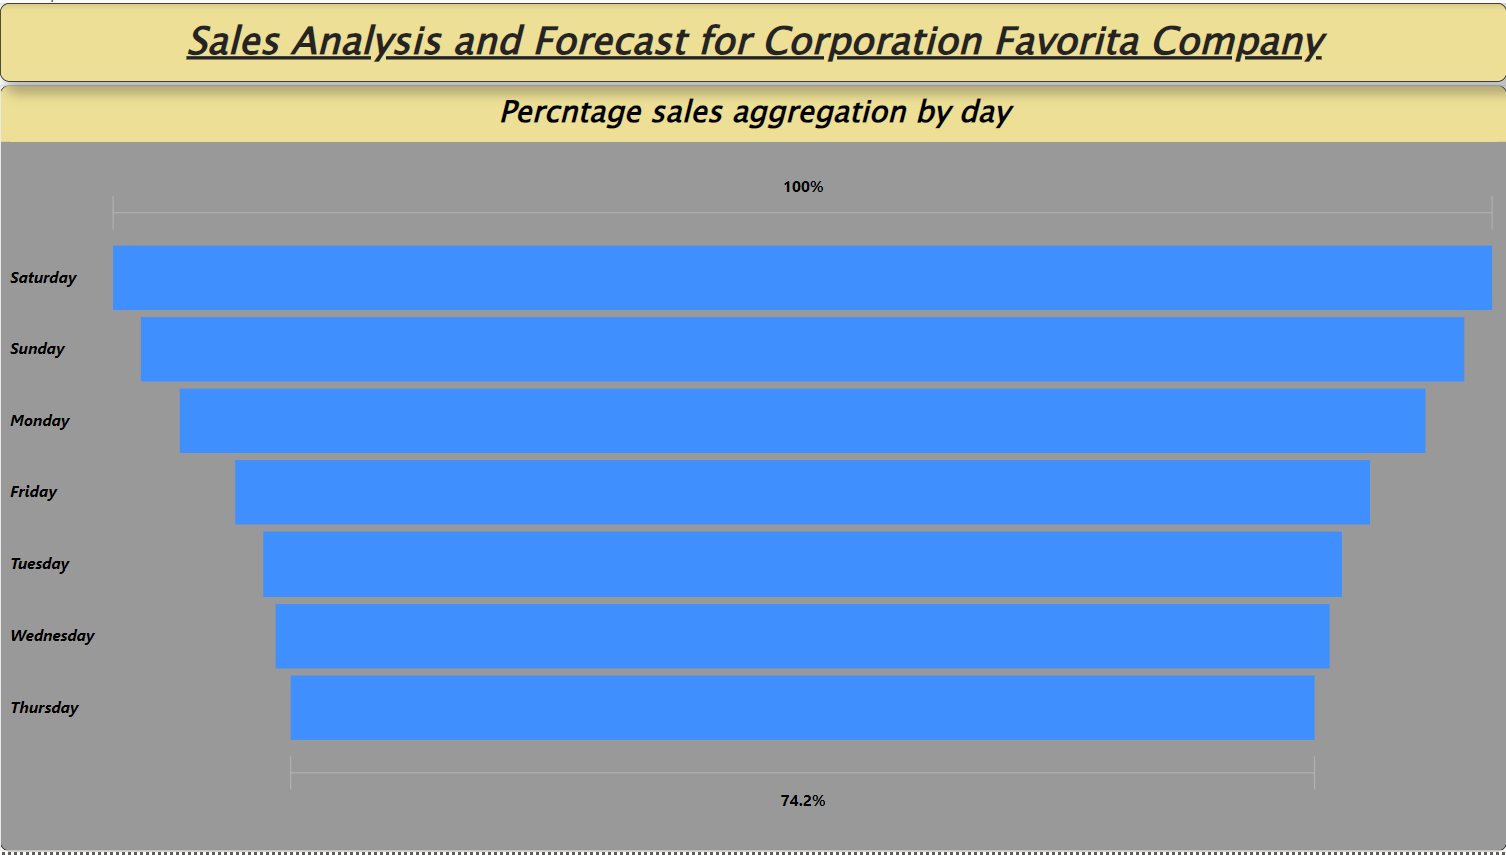 Sales Analysis and Forecast for Corporation Favorita Company
Percntage sales aggregation by day
100%
Saturday
Sunday
Monday
Friday
Tuesday
Wednesday
Thursday
74.2%